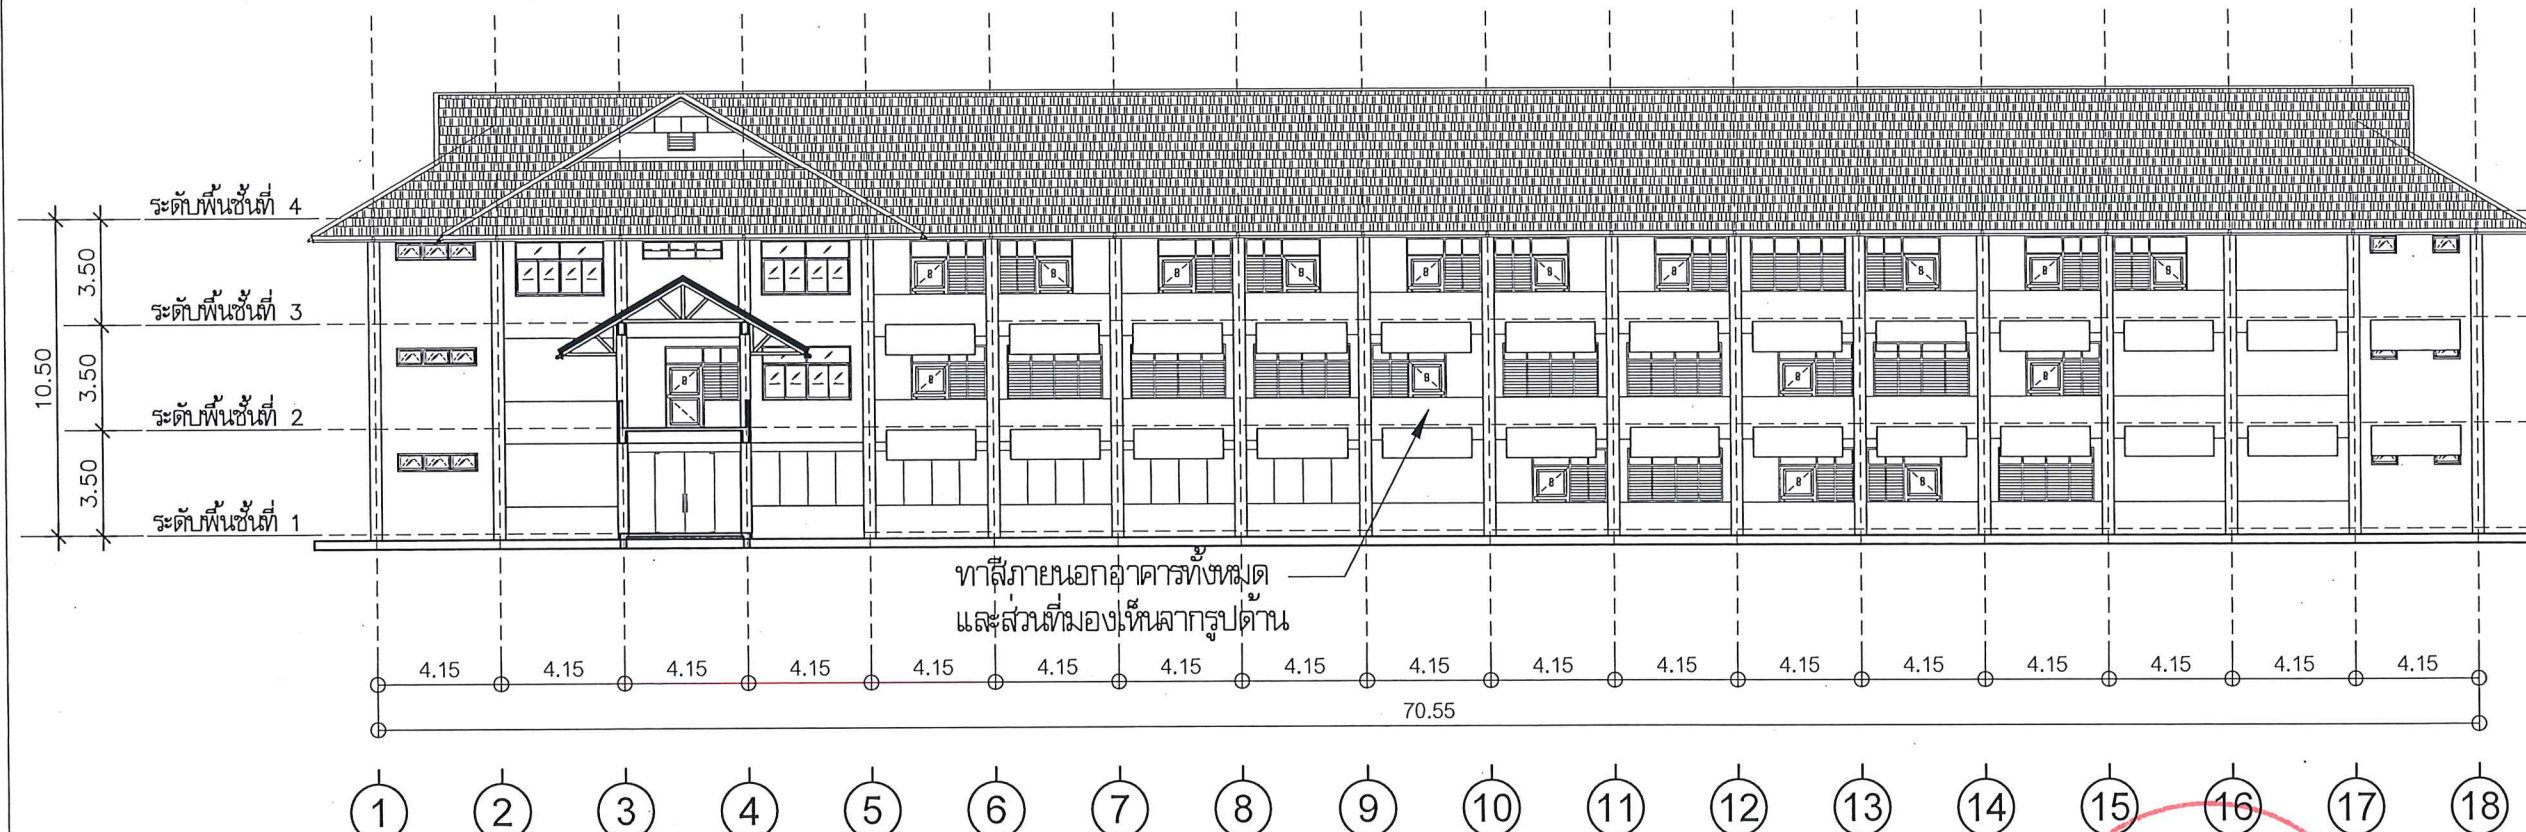 ระดับพื้นชั้นที่ 4
3.50
ระดับพื้นชั้นที่ 3
10.50
3.50
ระดับพื้นชั้นที่ 2
3.50
ระดับพื้นชั้นที่ 1
ทาสีภายนอกอาคารทั้งหมด
และส่วนที่มองเห็นจากรูปด้าน
4.15 4.15 4.15 4.15 4.15 4.15 4.15 4.15 4.15 4.15 4.15 4.15 4.15 4.15 4.15 4.15 4.15
70.55
1 2 3 4 5 6 7 8 9 10 11 12 13 14 15 16 17 18